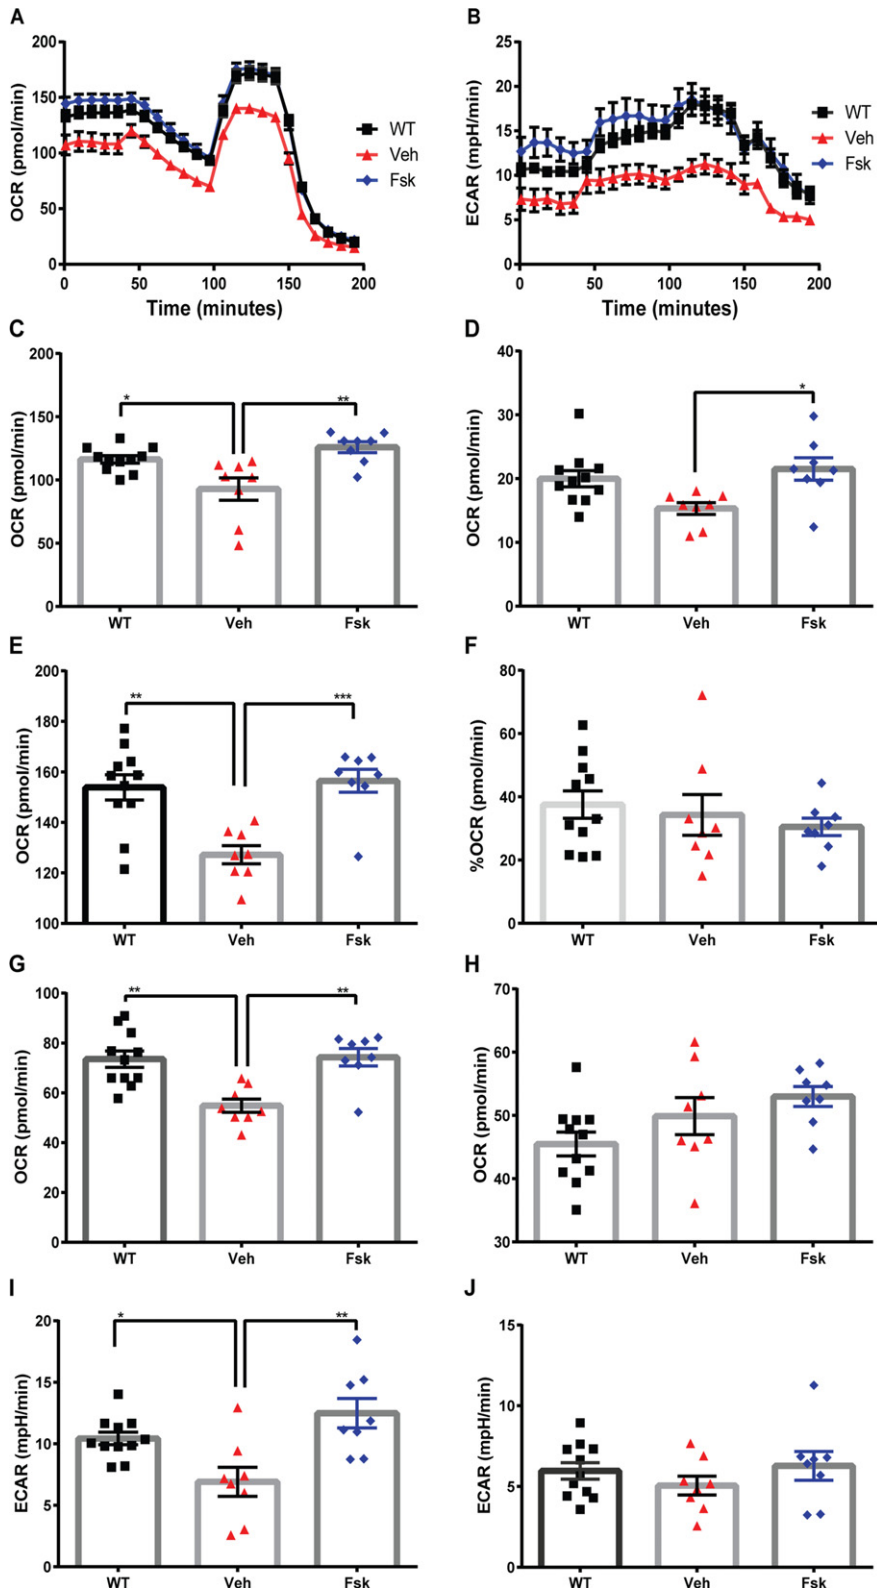 A
OCR (pmol/min)
200
150
100
50
0
0 50 100 150 200
Time (minutes)
WT
Veh
Fsk
B
ECAR (mpH/min)
25
20
15
10
5
0
0 50 100 150 200
Time (minutes)
WT
Veh
Fsk
C
OCR (pmol/min)
200
150
100
50
0
* **
WT Veh Fsk
D
OCR (pmol/min)
40
30
20
10
0
*
WT Veh Fsk
E
OCR (pmol/min)
200
180
160
140
120
100
** ***
WT Veh Fsk
F
%OCR (pmol/min)
80
60
40
20
0
WT Veh Fsk
G
OCR (pmol/min)
100
80
60
40
20
0
** **
WT Veh Fsk
H
OCR (pmol/min)
70
60
50
40
30
WT Veh Fsk
I
ECAR (mpH/min)
20
15
10
5
0
* **
WT Veh Fsk
J
ECAR (mpH/min)
15
10
5
0
WT Veh Fsk